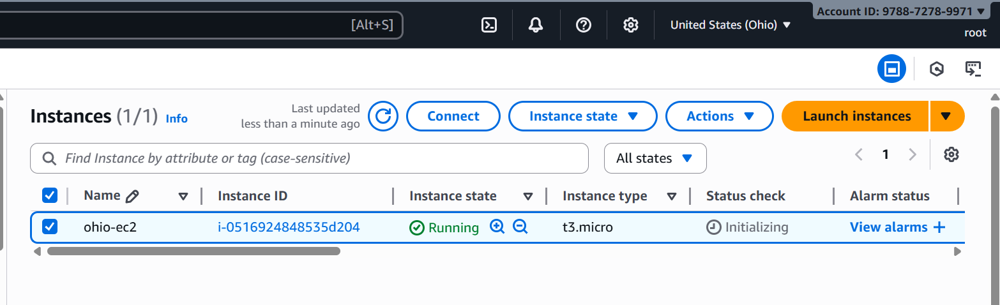 Account ID: 9788-7278-9971
[Alt+S]
United States (Ohio)
root
Instances (1/1) Info
Last updated
less than a minute ago
Connect
Instance state
Actions
Launch instances
Find Instance by attribute or tag (case-sensitive)
All states
1
Name Instance ID Instance state Instance type Status check Alarm status
ohio-ec2 i-0516924848535d204 Running t3.micro Initializing View alarms +